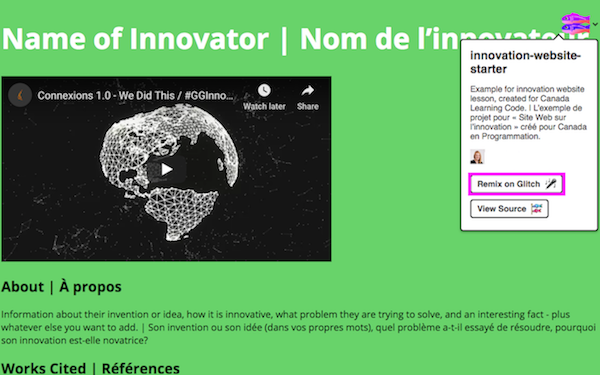 Name of Innovator | Nom de l’innovateur
Connexions 1.0 - We Did This / #GGInno...
Watch later
Share
innovation-website-
starter
Example for innovation website
lesson, created for Canada
Learning Code. | L'exemple de
projet pour « Site Web sur
l'innovation » créé pour Canada
en Programmation.
Remix on Glitch
View Source
About | À propos
Information about their invention or idea, how it is innovative, what problem they are trying to solve, and an interesting fact - plus
whatever else you want to add. | Son invention ou son idée (dans vos propres mots), quel problème a-t-il essayé de résoudre, pourquoi
son innovation est-elle novatrice?
Works Cited | Références